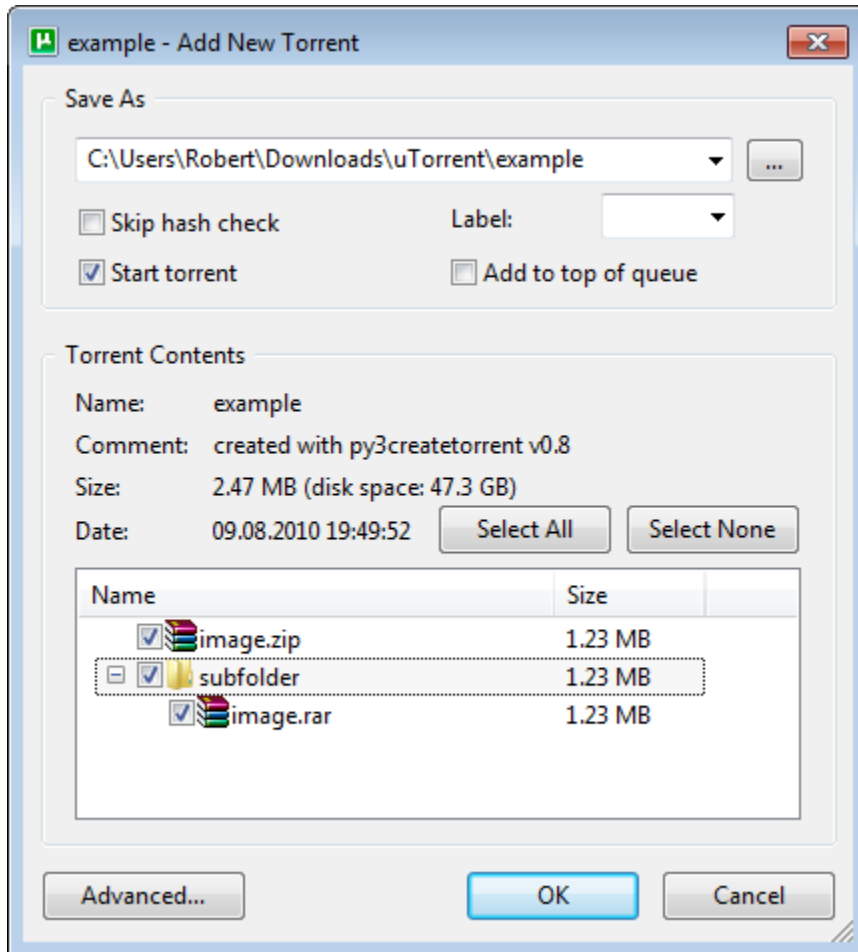 example - Add New Torrent
Save As
C:\Users\Robert\Downloads\uTorrent\example ...
Skip hash check Label:
Start torrent Add to top of queue
Torrent Contents
Name: example
Comment: created with py3createtorrent v0.8
Size: 2.47 MB (disk space: 47.3 GB)
Date: 09.08.2010 19:49:52 Select All Select None
Name Size
image.zip 1.23 MB
subfolder 1.23 MB
image.rar 1.23 MB
Advanced... OK Cancel